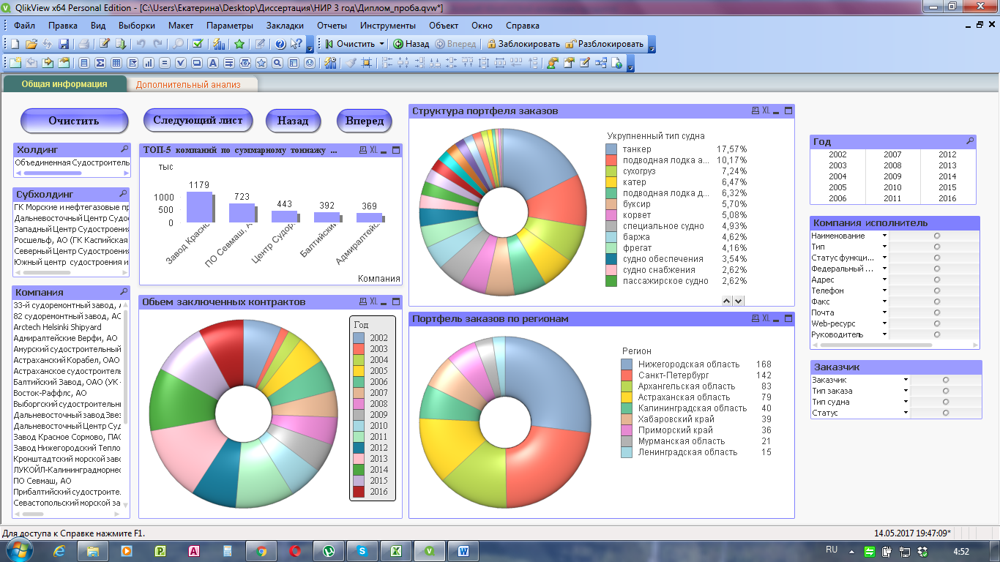 QlikView x64 Personal Edition - [C:\Users\Екатерина\Desktop\Диссертация\НИР 3 год\Диплом_проба.qvw*]
Файл Правка Вид Выборки Макет Параметры Закладки Отчеты Инструменты Объект Окно Справка
Очистить Назад Вперед Заблокировать Разблокировать
Общая информация Дополнительный анализ
Очистить Следующий лист Назад Вперед
Холдинг
Объединенная Судостроитель
Субхолдинг
ГК Морские и нефтегазовые пр
Дальневосточный Центр Судо
Западный Центр Судостроения
Росшельф, АО (ГК Каспийская
Северный Центр Судостроения
Южный центр судостроения и
Компания
33-й судоремонтный завод, А
82 судоремонтный завод, АО
Arctech Helsinki Shipyard
Адмиралтейские Верфи, АО
Амурский судостроительный
Астраханский Корабел, ОАО
Астраханское судостроитель
Балтийский Завод, ОАО (УК -
Восток-Раффлс, АО
Выборгский судостроительн
Дальневосточный завод Звез
Дальневосточный Центр Суд
Завод Красное Сормово, ПАО
Завод Нижегородский Тепло
Кронштадтский морской заво
ЛУКОЙЛ-Калининградморнеф
ПО Севмаш, АО
Прибалтийский судостроите.
Севастопольский морской за
ТОП-5 компаний по суммарному тоннажу ...
XL
тыс
1179
723
443
392
369
1000
500
0
Завод Красно
ПО Севмаш, А
Центр Судор
Балтийский
Адмиралтейс
Компания
Обьем заключенных контрактов
XL
Год
2002
2003
2004
2005
2006
2007
2008
2009
2010
2011
2012
2013
2014
2015
2016
Структура портфеля заказов
XL
Укрупненный тип судна
танкер 17,57%
подводная лодка а... 10,17%
сухогруз 7,24%
катер 6,47%
подводная лодка д... 6,32%
буксир 5,70%
корвет 5,08%
специальное судно 4,93%
баржа 4,62%
фрегат 4,16%
судно обеспечения 3,54%
судно снабжения 2,62%
пассажирское судно 2,62%
Портфель заказов по регионам
XL
Регион
Нижегородская область 168
Санкт-Петербург 142
Архангельская область 83
Астраханская область 79
Калининградская область 40
Хабаровский край 39
Приморский край 36
Мурманская область 21
Ленинградская область 15
Год
2002 2007 2012
2003 2008 2013
2004 2009 2014
2005 2010 2015
2006 2011 2016
Компания исполнитель
Наименование
Тип
Статус функци...
Федеральный ...
Адрес
Телефон
Факс
Почта
Web-ресурс
Руководитель
Заказчик
Заказчик
Тип заказа
Тип судна
Статус
Для доступа к Справке нажмите F1.
14.05.2017 19:47:09*
RU
4:52